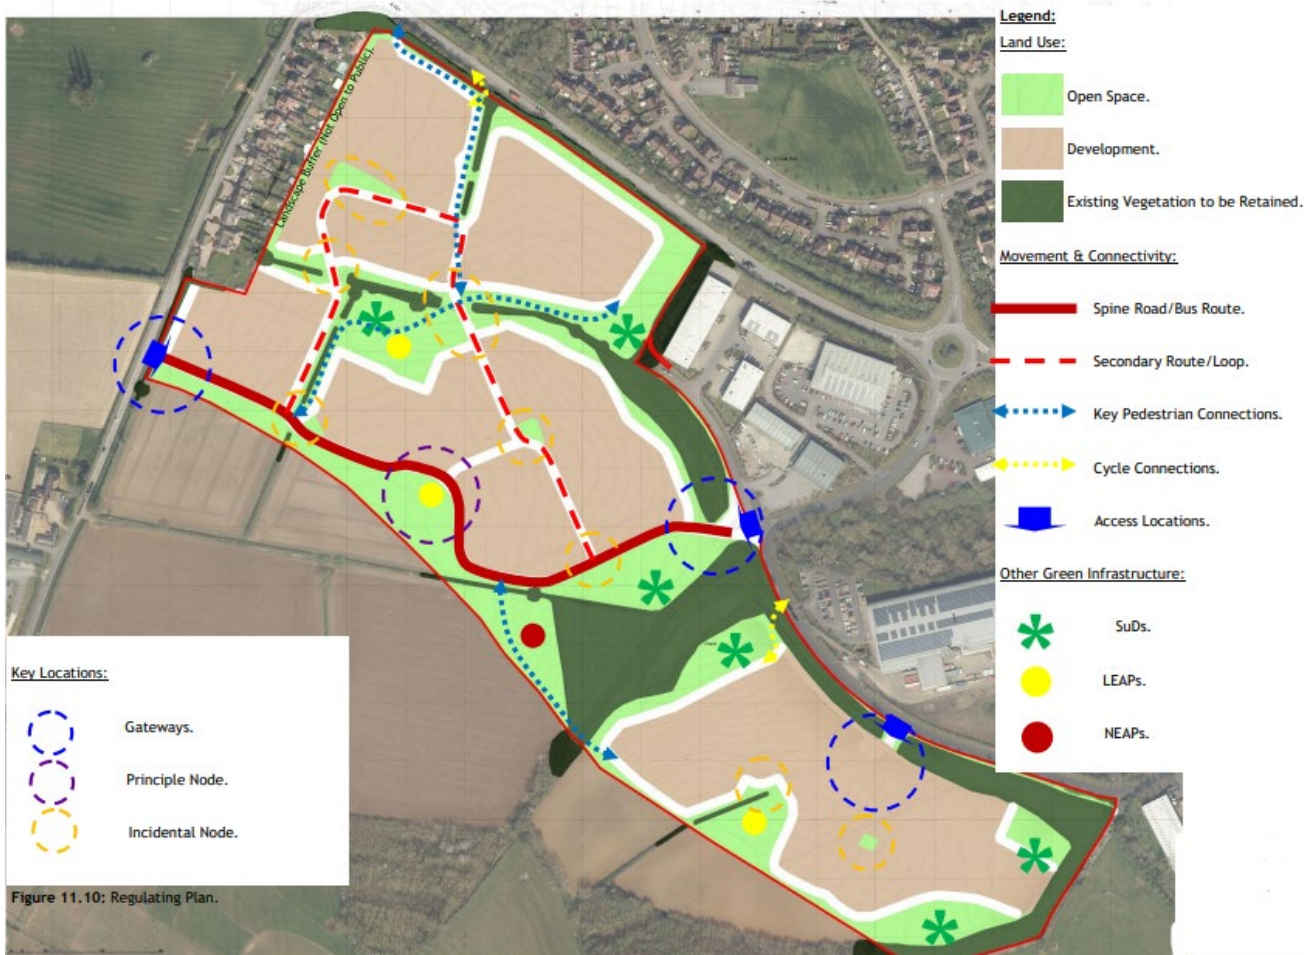 Legend:
Land Use:
Open Space.
Development.
Existing Vegetation to be Retained.
Movement & Connectivity:
Spine Road/Bus Route.
Secondary Route/Loop.
Key Pedestrian Connections.
Cycle Connections.
Access Locations.
Other Green Infrastructure:
SuDs.
LEAPs.
NEAPs.
Landscape Buffer (Not Open to Public).
Key Locations:
Gateways.
Principle Node.
Incidental Node.
Figure 11.10: Regulating Plan.